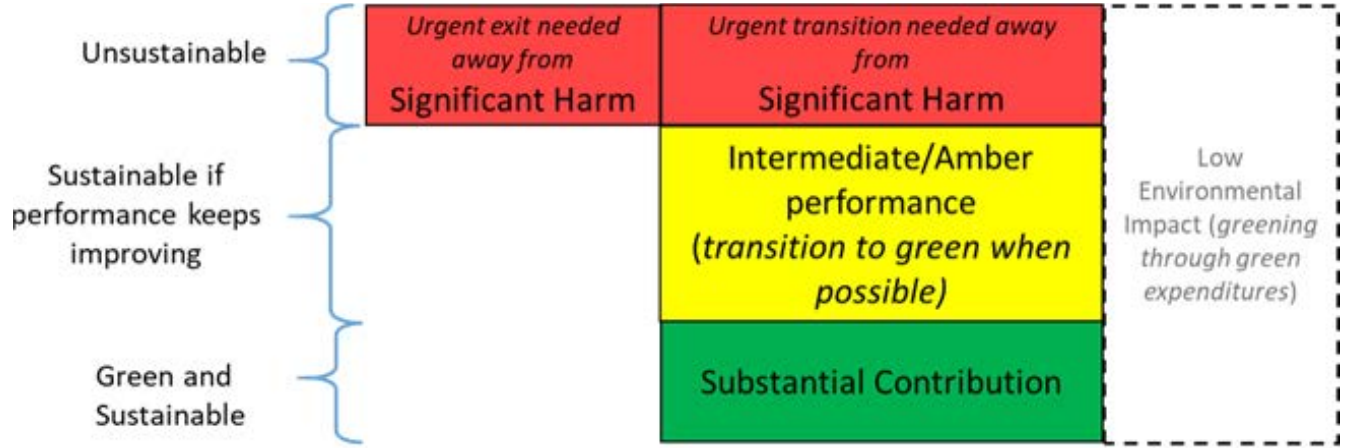 Unsustainable
Urgent exit needed
away from
Significant Harm
Urgent transition needed away
from
Significant Harm
Sustainable if
performance keeps
improving
Intermediate/Amber
performance
(transition to green when
possible)
Low
Environmental
Impact (greening
through green
expenditures)
Green and
Sustainable
Substantial Contribution